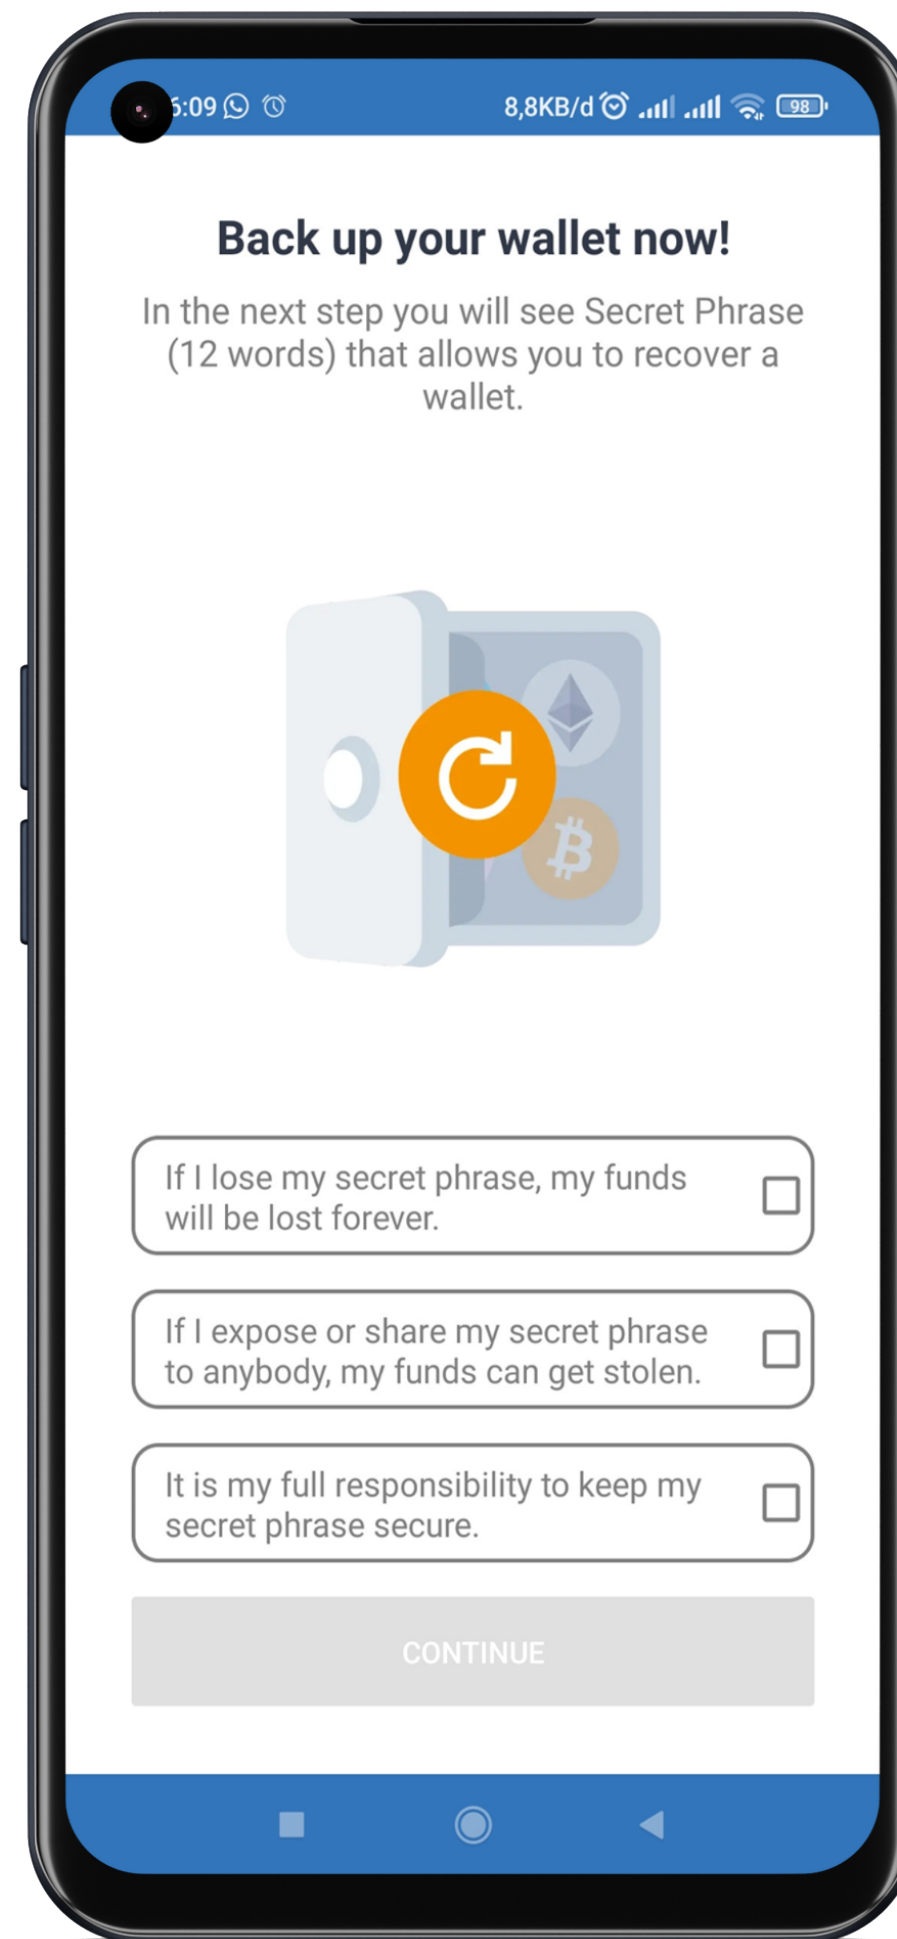 6:09 8,8KB/d 98
Back up your wallet now!
In the next step you will see Secret Phrase
(12 words) that allows you to recover a
wallet.
If I lose my secret phrase, my funds
will be lost forever.
If I expose or share my secret phrase
to anybody, my funds can get stolen.
It is my full responsibility to keep my
secret phrase secure.
CONTINUE